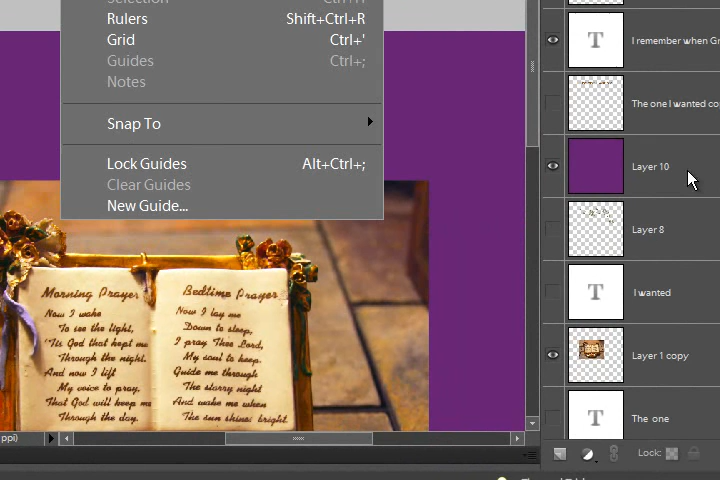 Rulers Shift+Ctrl+R
Grid Ctrl+'
Guides Ctrl+;
Notes
Snap To
Lock Guides Alt+Ctrl+;
Clear Guides
New Guide...
Morning Prayer
Now I wake
To see the light,
'Tis God that kept me
Through the night.
And now I lift
My voice to pray,
That God will keep me
Through the day.
Bedtime Prayer
Now I lay me
Down to sleep,
I pray Thee Lord,
My soul to keep.
Guide me through
The starry night
And wake me when
The sun shines bright.
ppi)
T
I remember when Gr
The one I wanted co
Layer 10
Layer 8
T
I wanted
Layer 1 copy
T
The one
Lock: